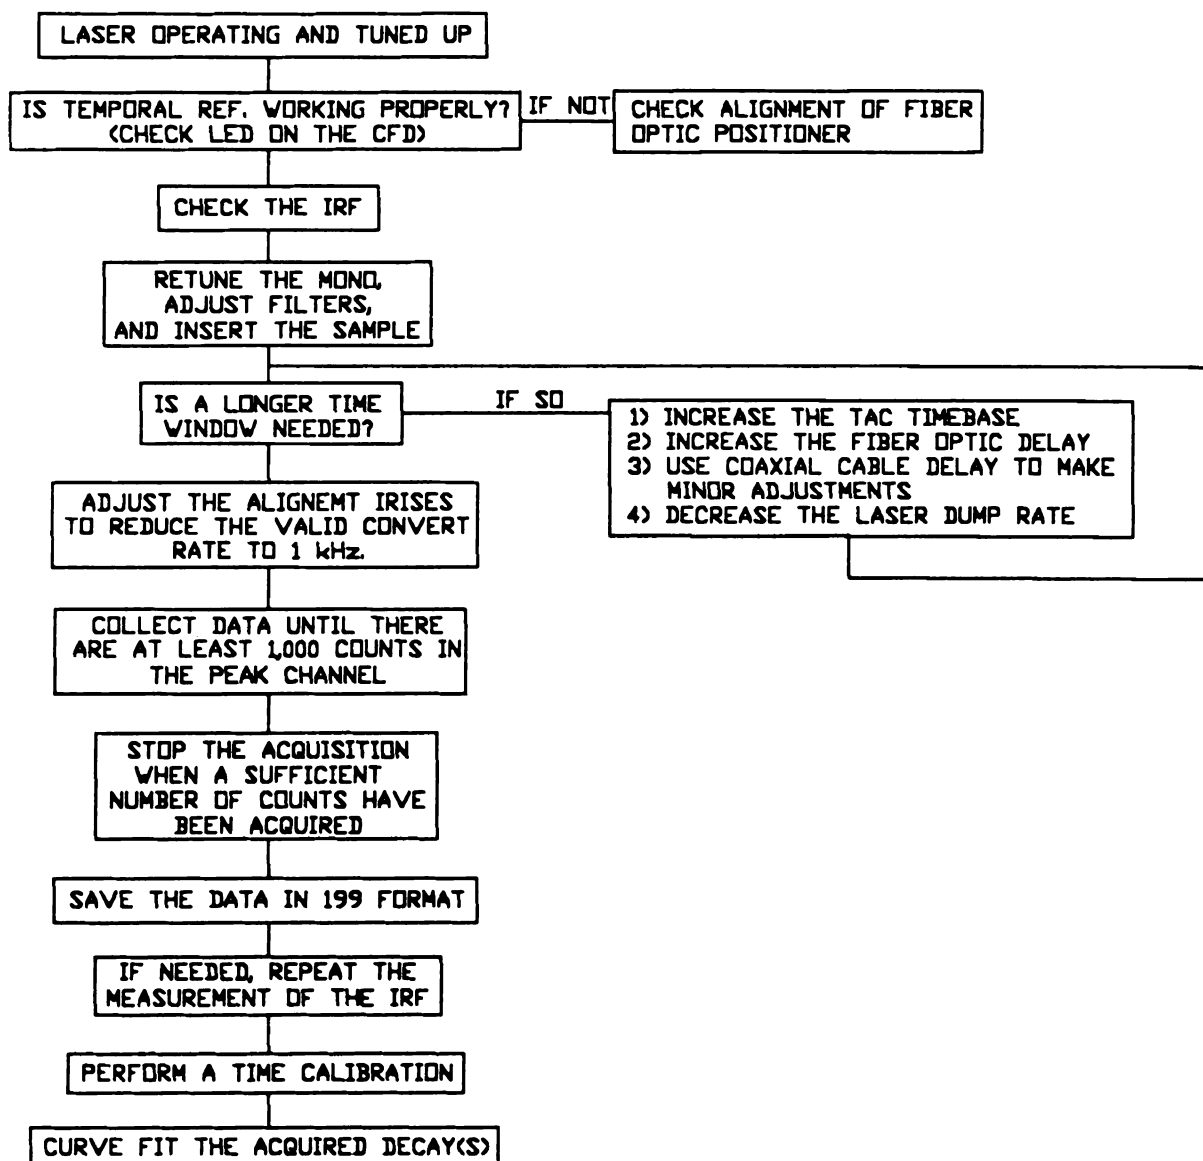 LASER OPERATING AND TUNED UP
IS TEMPORAL REF. WORKING PROPERLY?
(CHECK LED ON THE CFD)
IF NOT
CHECK ALIGNMENT OF FIBER
OPTIC POSITIONER
CHECK THE IRF
RETUNE THE MONO,
ADJUST FILTERS,
AND INSERT THE SAMPLE
IS A LONGER TIME
WINDOW NEEDED?
IF SO
1) INCREASE THE TAC TIMEBASE
2) INCREASE THE FIBER OPTIC DELAY
3) USE COAXIAL CABLE DELAY TO MAKE
MINOR ADJUSTMENTS
4) DECREASE THE LASER DUMP RATE
ADJUST THE ALIGNEMT IRISES
TO REDUCE THE VALID CONVERT
RATE TO 1 kHz.
COLLECT DATA UNTIL THERE
ARE AT LEAST 1,000 COUNTS IN
THE PEAK CHANNEL
STOP THE ACQUISITION
WHEN A SUFFICIENT
NUMBER OF COUNTS HAVE
BEEN ACQUIRED
SAVE THE DATA IN 199 FORMAT
IF NEEDED, REPEAT THE
MEASUREMENT OF THE IRF
PERFORM A TIME CALIBRATION
CURVE FIT THE ACQUIRED DECAY(S)